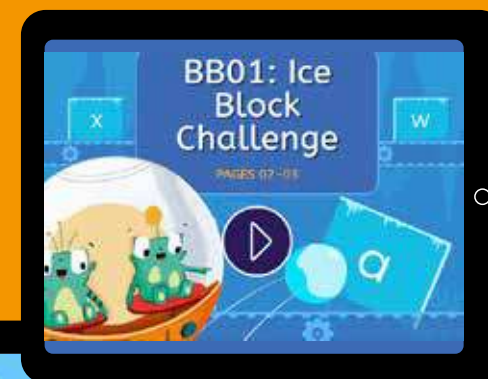 BB01: Ice
Block
Challenge
PAGES 02-03
x
w
a